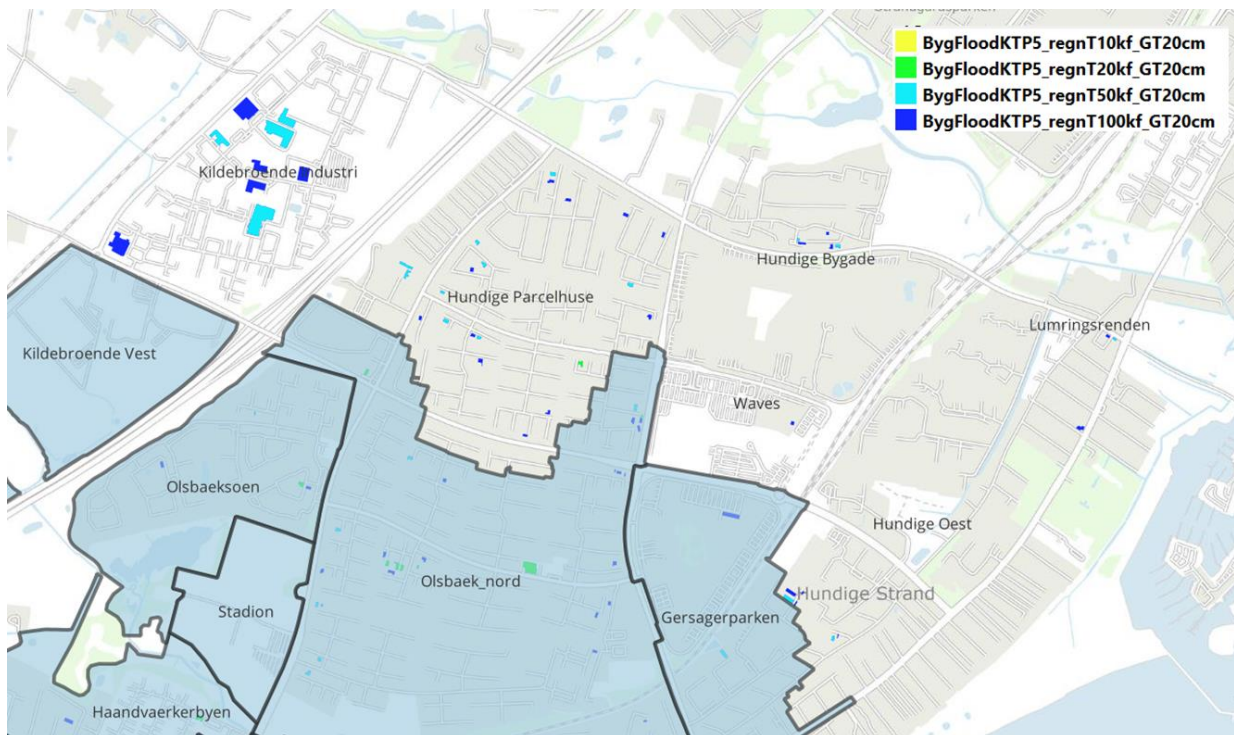 BygFloodKTP5_regnT10kf_GT20cm
BygFloodKTP5_regnT20kf_GT20cm
BygFloodKTP5_regnT50kf_GT20cm
BygFloodKTP5_regnT100kf_GT20cm
Kildebroende Industri
Hundige Bygade
Hundige Parcelhuse
Lumringsrenden
Kildebroende Vest
Waves
Olsbaeksoen
Hundige Oest
Olsbaek_nord
Hundige Strand
Stadion
Gersagerparken
Haandvaerkerbyen